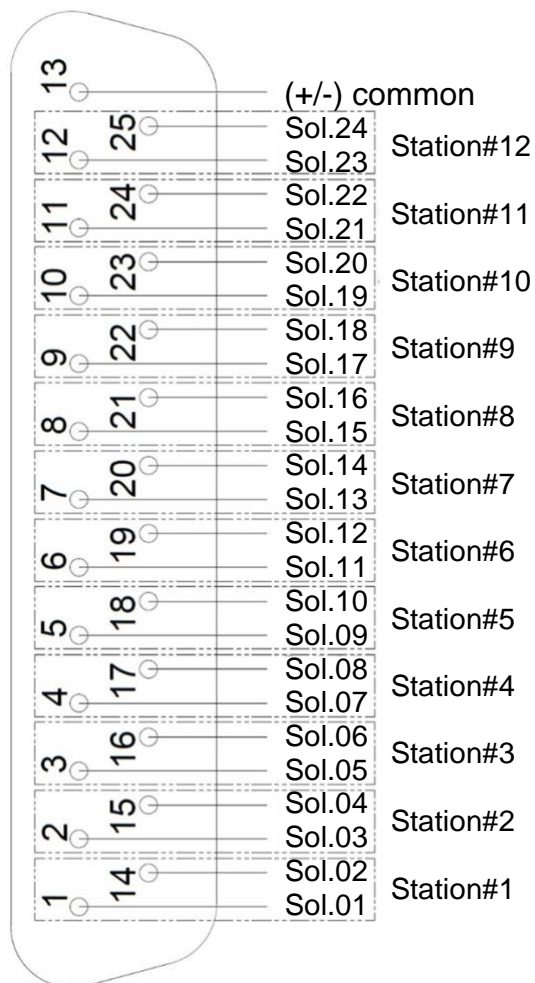 13 (+/-) common
25 Sol.24 Station#12
12 Sol.23
24 Sol.22 Station#11
11 Sol.21
23 Sol.20 Station#10
10 Sol.19
22 Sol.18 Station#9
9 Sol.17
21 Sol.16 Station#8
8 Sol.15
20 Sol.14 Station#7
7 Sol.13
19 Sol.12 Station#6
6 Sol.11
18 Sol.10 Station#5
5 Sol.09
17 Sol.08 Station#4
4 Sol.07
16 Sol.06 Station#3
3 Sol.05
15 Sol.04 Station#2
2 Sol.03
14 Sol.02 Station#1
1 Sol.01